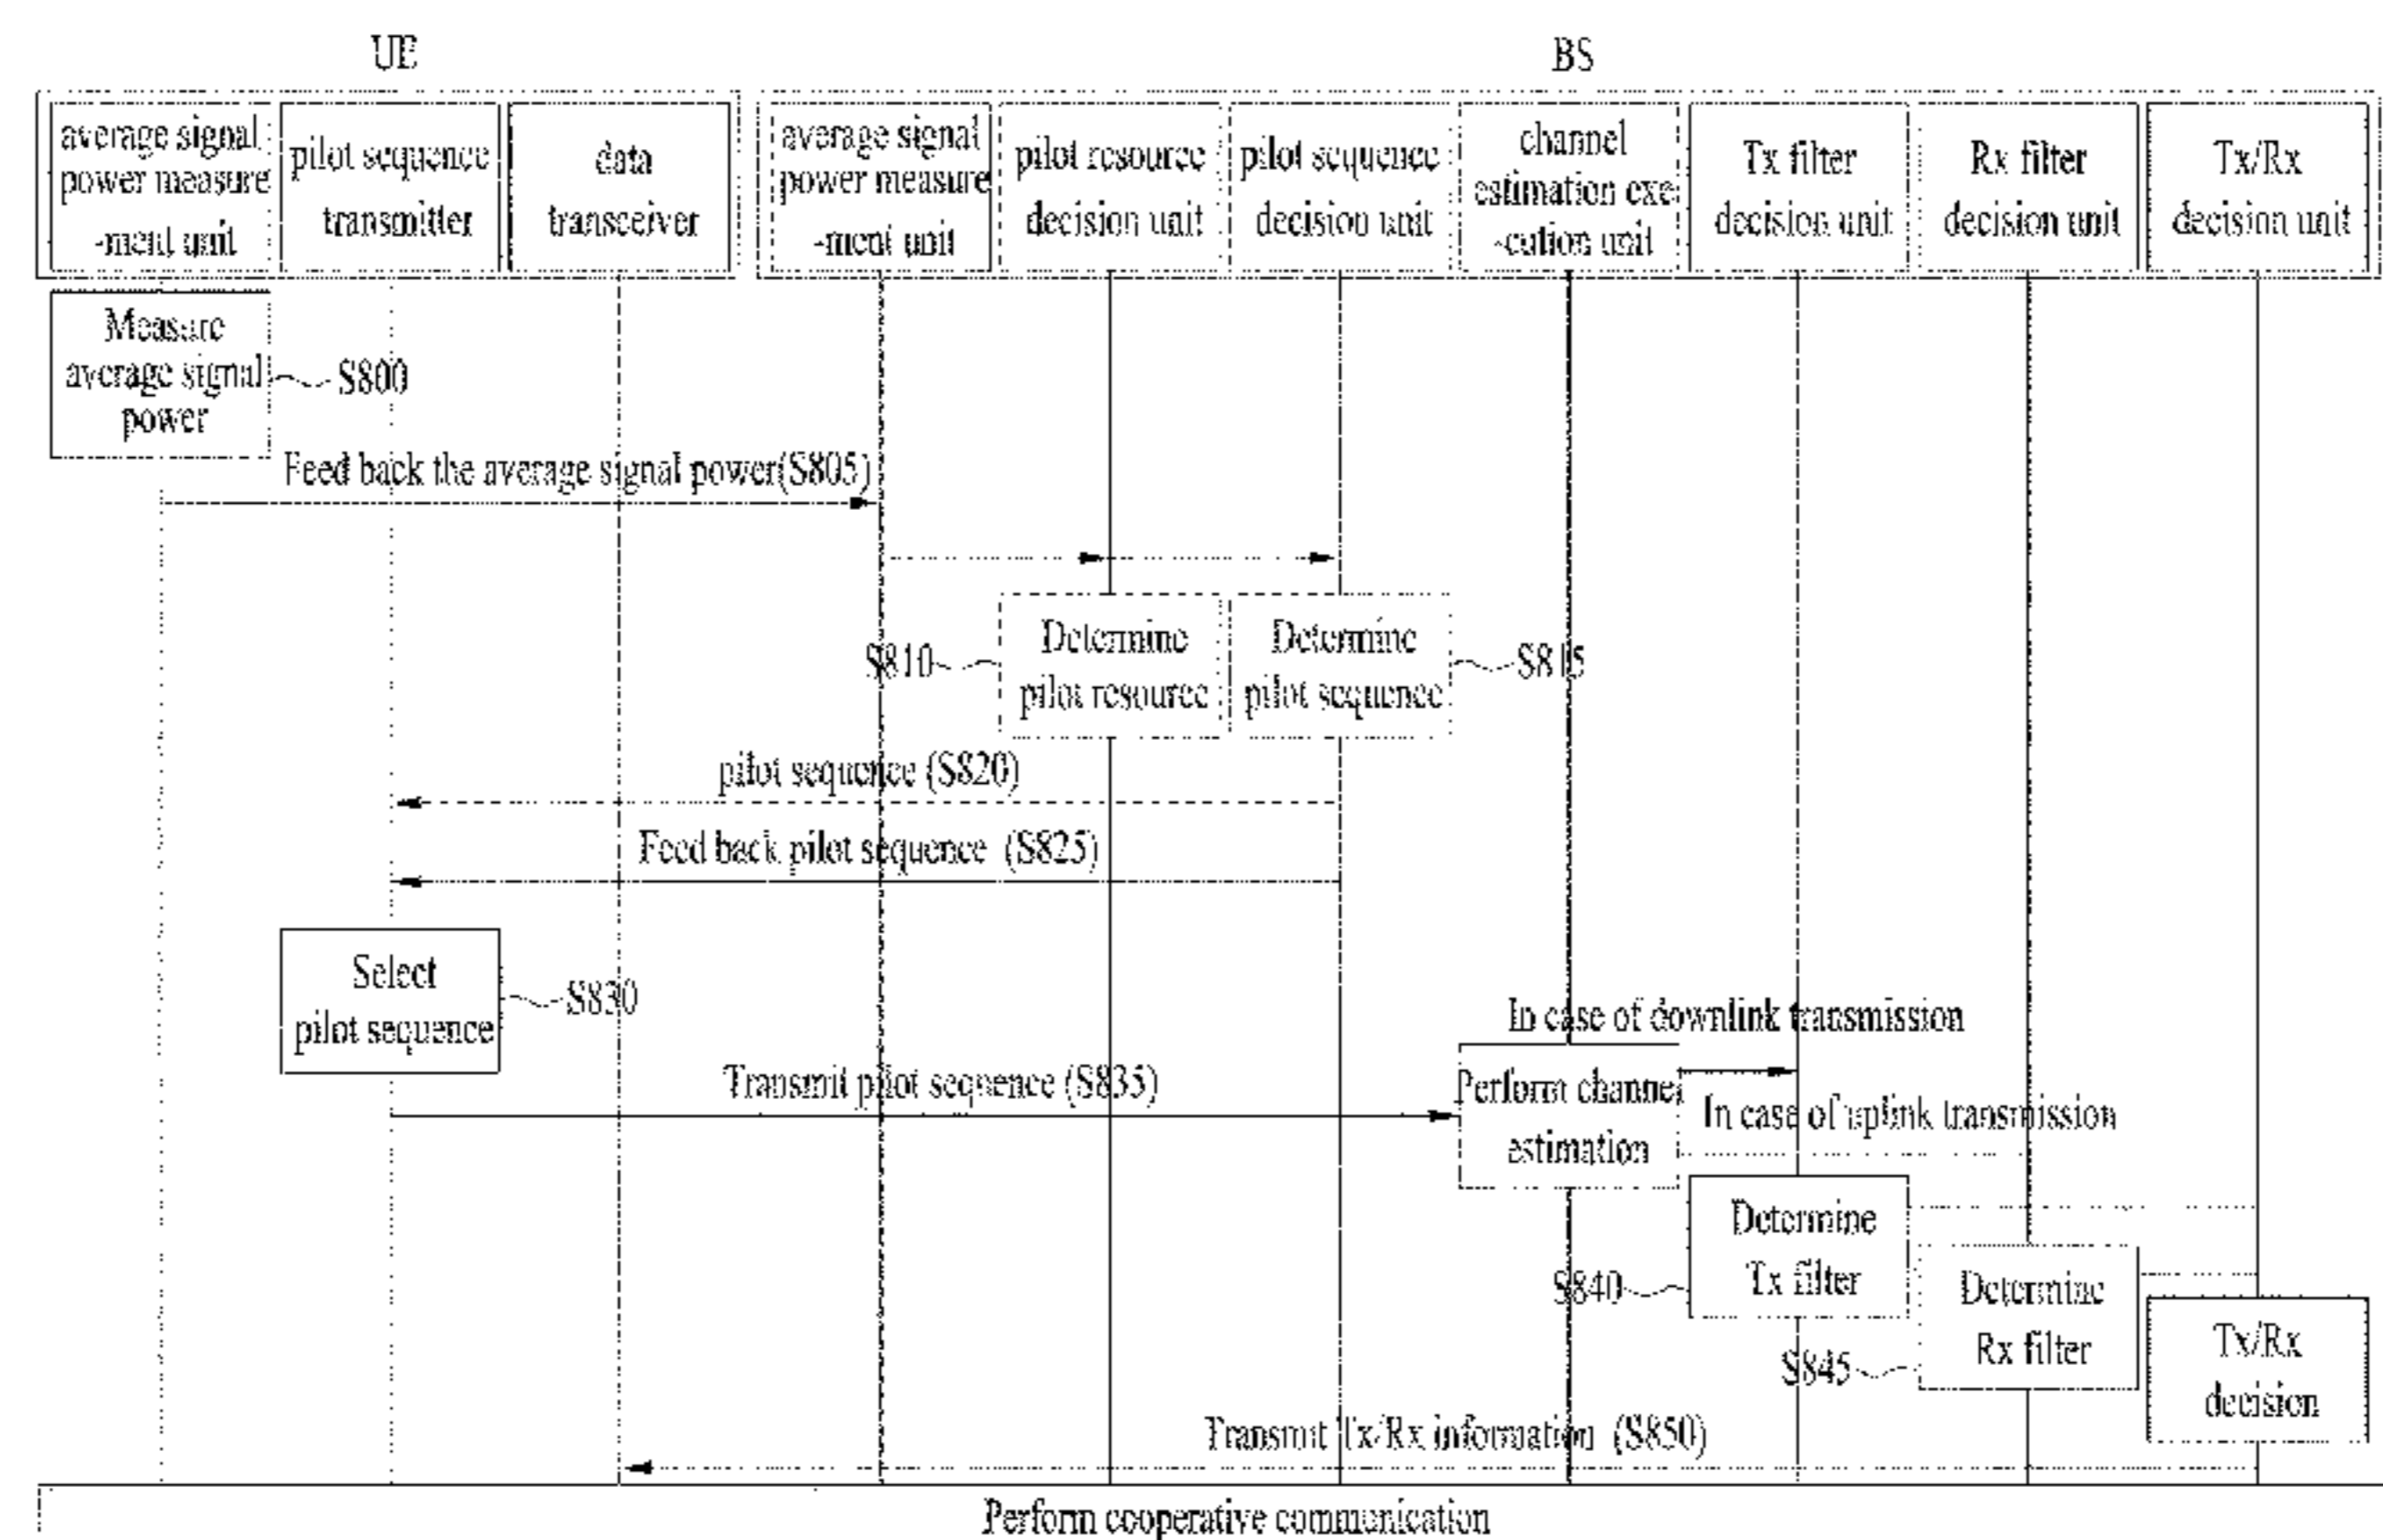 UE
BS
average signal
power measure
-ment unit
pilot sequence
transmitter
data
transceiver
average signal
power measure
-ment unit
pilot resource
decision unit
pilot sequence
decision unit
channel
estimation exe
-cution unit
Tx filter
decision unit
Rx filter
decision unit
Tx/Rx
decision unit
Measure
average signal
power
S800
Feed back the average signal power(S805)
S810
Determine
pilot resource
Determine
pilot sequence
S815
pilot sequence (S820)
Feed back pilot sequence (S825)
Select
pilot sequence
S830
In case of downlink transmission
Transmit pilot sequence (S835)
Perform channel
estimation
In case of uplink transmission
Determine
Tx filter
S840
Determine
Rx filter
S845
Tx/Rx
decision
Transmit Tx/Rx information (S850)
Perform cooperative communication